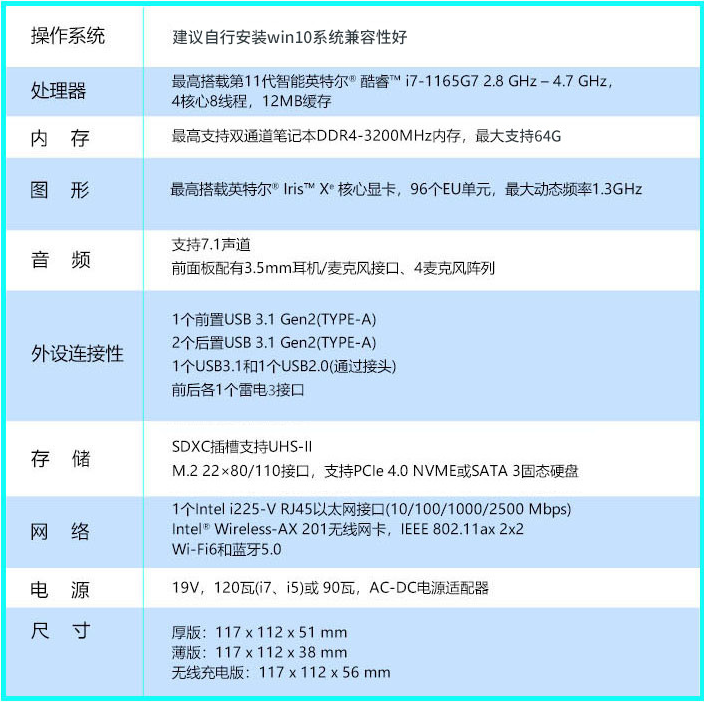 操作系统
建议自行安装win10系统兼容性好
处理器
最高搭载第11代智能英特尔® 酷睿™ i7-1165G7 2.8 GHz – 4.7 GHz,
4核心8线程，12MB缓存
内 存
最高支持双通道笔记本DDR4-3200MHz内存，最大支持64G
图 形
最高搭载英特尔® Iris™ Xᵉ 核心显卡，96个EU单元，最大动态频率1.3GHz
音 频
支持7.1声道
前面板配有3.5mm耳机/麦克风接口、4麦克风阵列
外设连接性
1个前置USB 3.1 Gen2(TYPE-A)
2个后置USB 3.1 Gen2(TYPE-A)
1个USB3.1和1个USB2.0(通过接头)
前后各1个雷电3接口
存 储
SDXC插槽支持UHS-II
M.2 22×80/110接口，支持PCIe 4.0 NVME或SATA 3固态硬盘
网 络
1个Intel i225-V RJ45以太网接口(10/100/1000/2500 Mbps)
Intel® Wireless-AX 201无线网卡，IEEE 802.11ax 2x2
Wi-Fi6和蓝牙5.0
电 源
19V，120瓦(i7、i5)或 90瓦，AC-DC电源适配器
尺 寸
厚版：117 x 112 x 51 mm
薄版：117 x 112 x 38 mm
无线充电版：117 x 112 x 56 mm